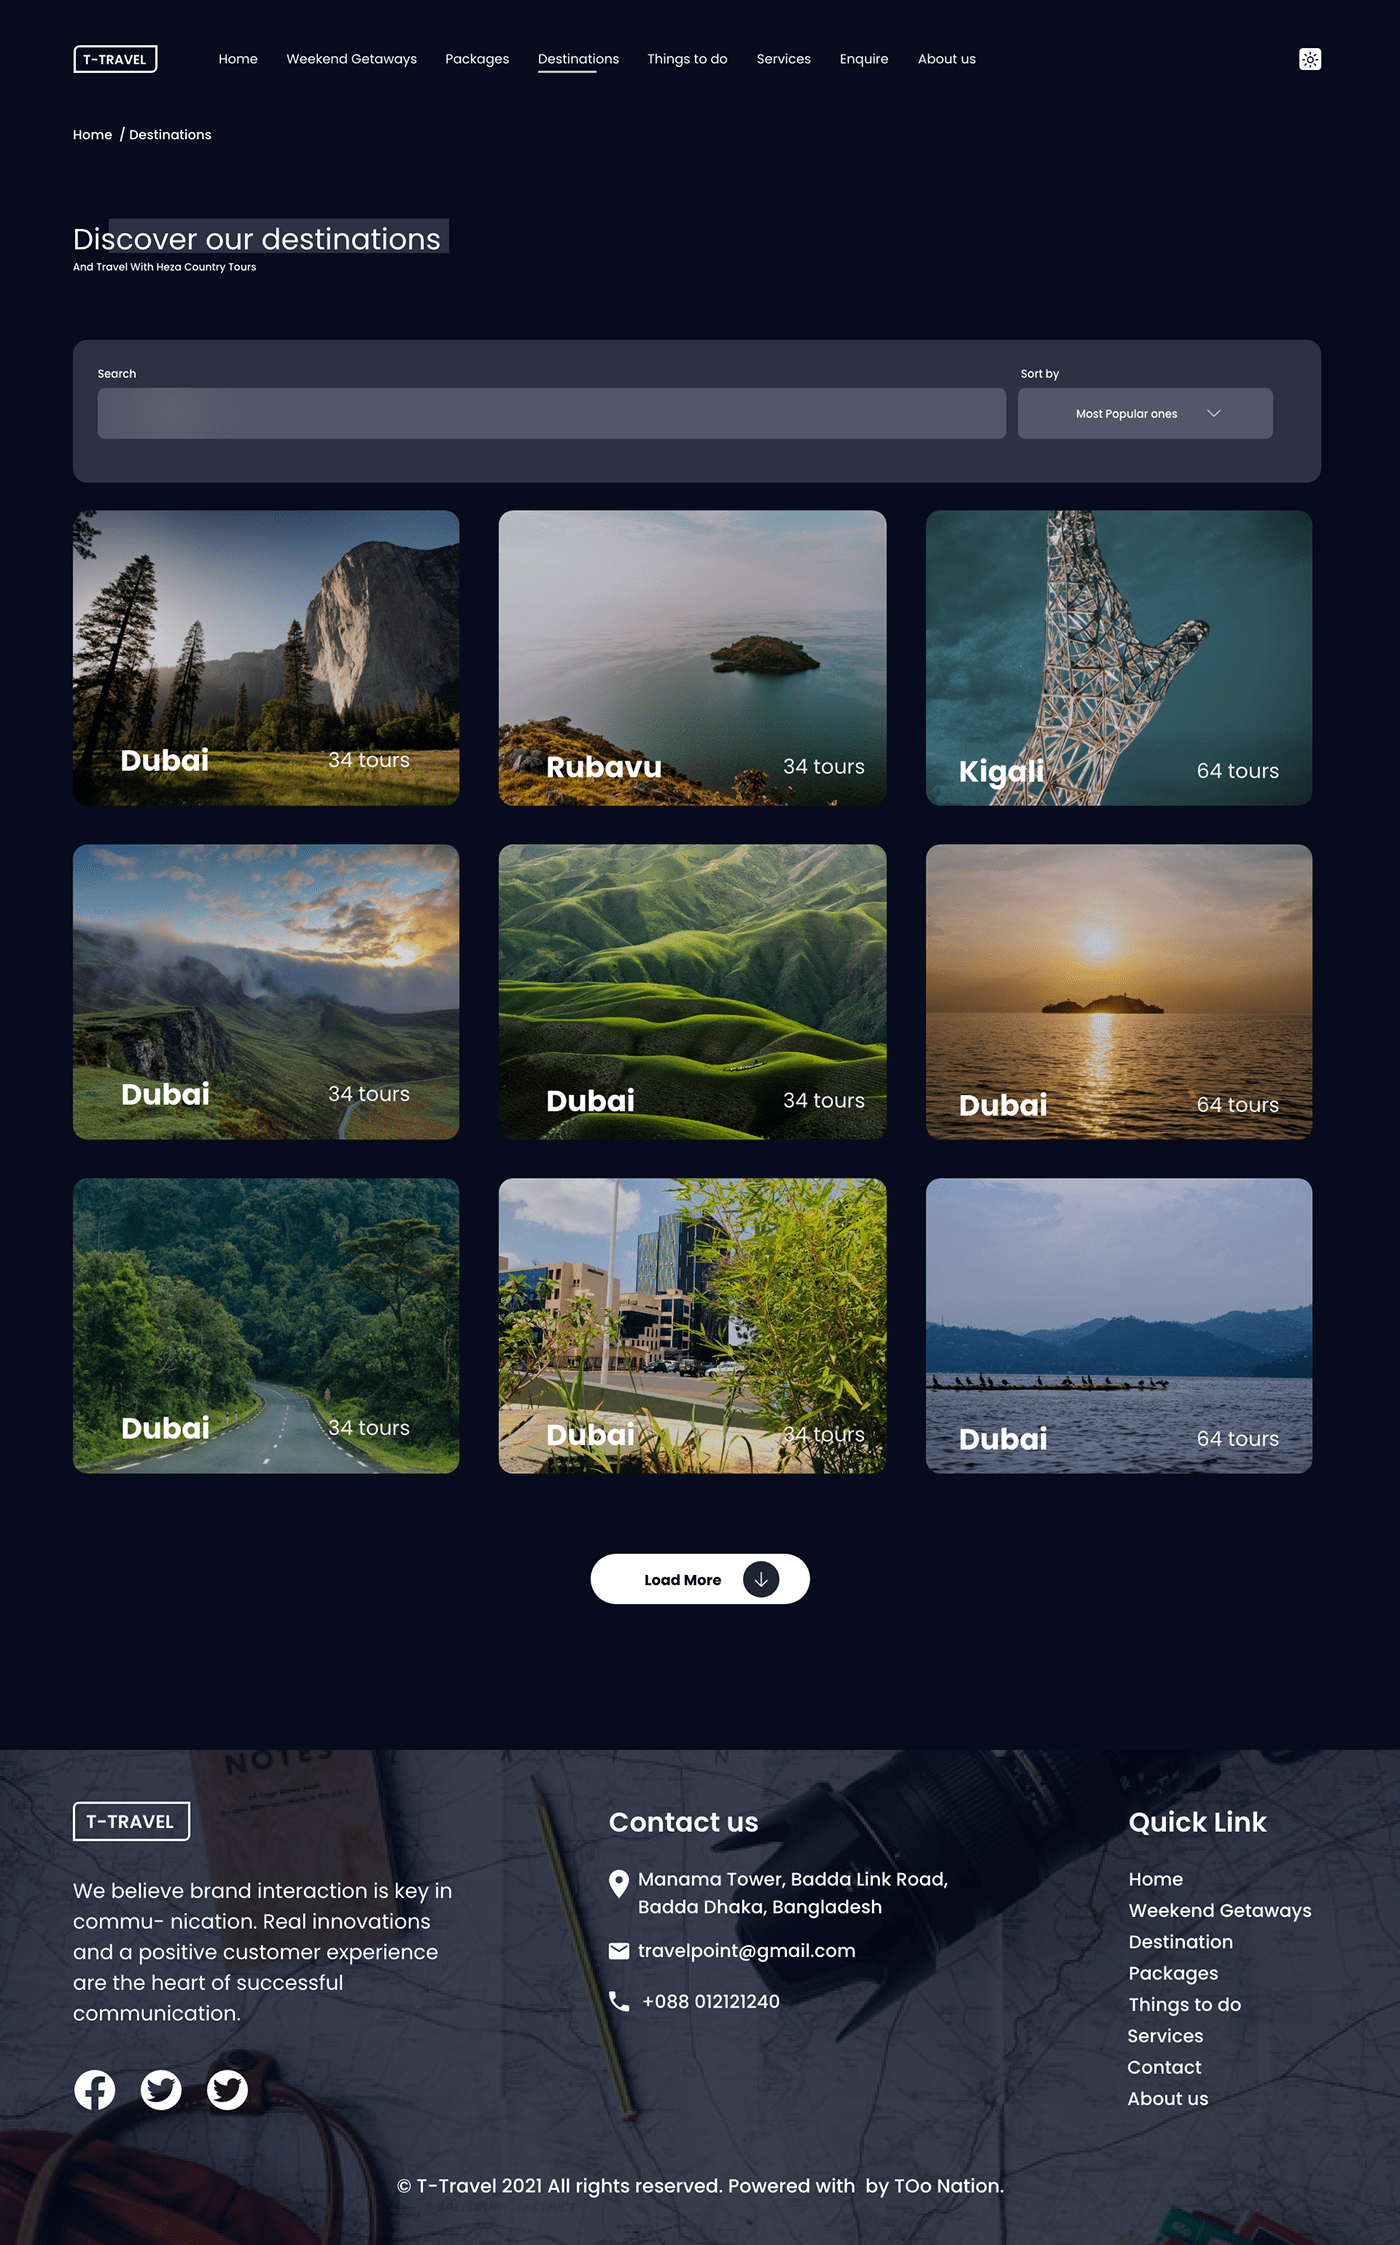 T-TRAVEL
Home
Weekend Getaways
Packages
Destinations
Things to do
Services
Enquire
About us
Home / Destinations
Discover our destinations
And Travel With Heza Country Tours
Search
Sort by
Most Popular ones
Dubai
34 tours
Rubavu
34 tours
Kigali
64 tours
Dubai
34 tours
Dubai
34 tours
Dubai
64 tours
Dubai
34 tours
Dubai
34 tours
Dubai
64 tours
Load More
NOTES
T-TRAVEL
We believe brand interaction is key in
commu- nication. Real innovations
and a positive customer experience
are the heart of successful
communication.
Contact us
Manama Tower, Badda Link Road,
Badda Dhaka, Bangladesh
travelpoint@gmail.com
+088 012121240
Quick Link
Home
Weekend Getaways
Destination
Packages
Things to do
Services
Contact
About us
© T-Travel 2021 All rights reserved. Powered with  by TOo Nation.